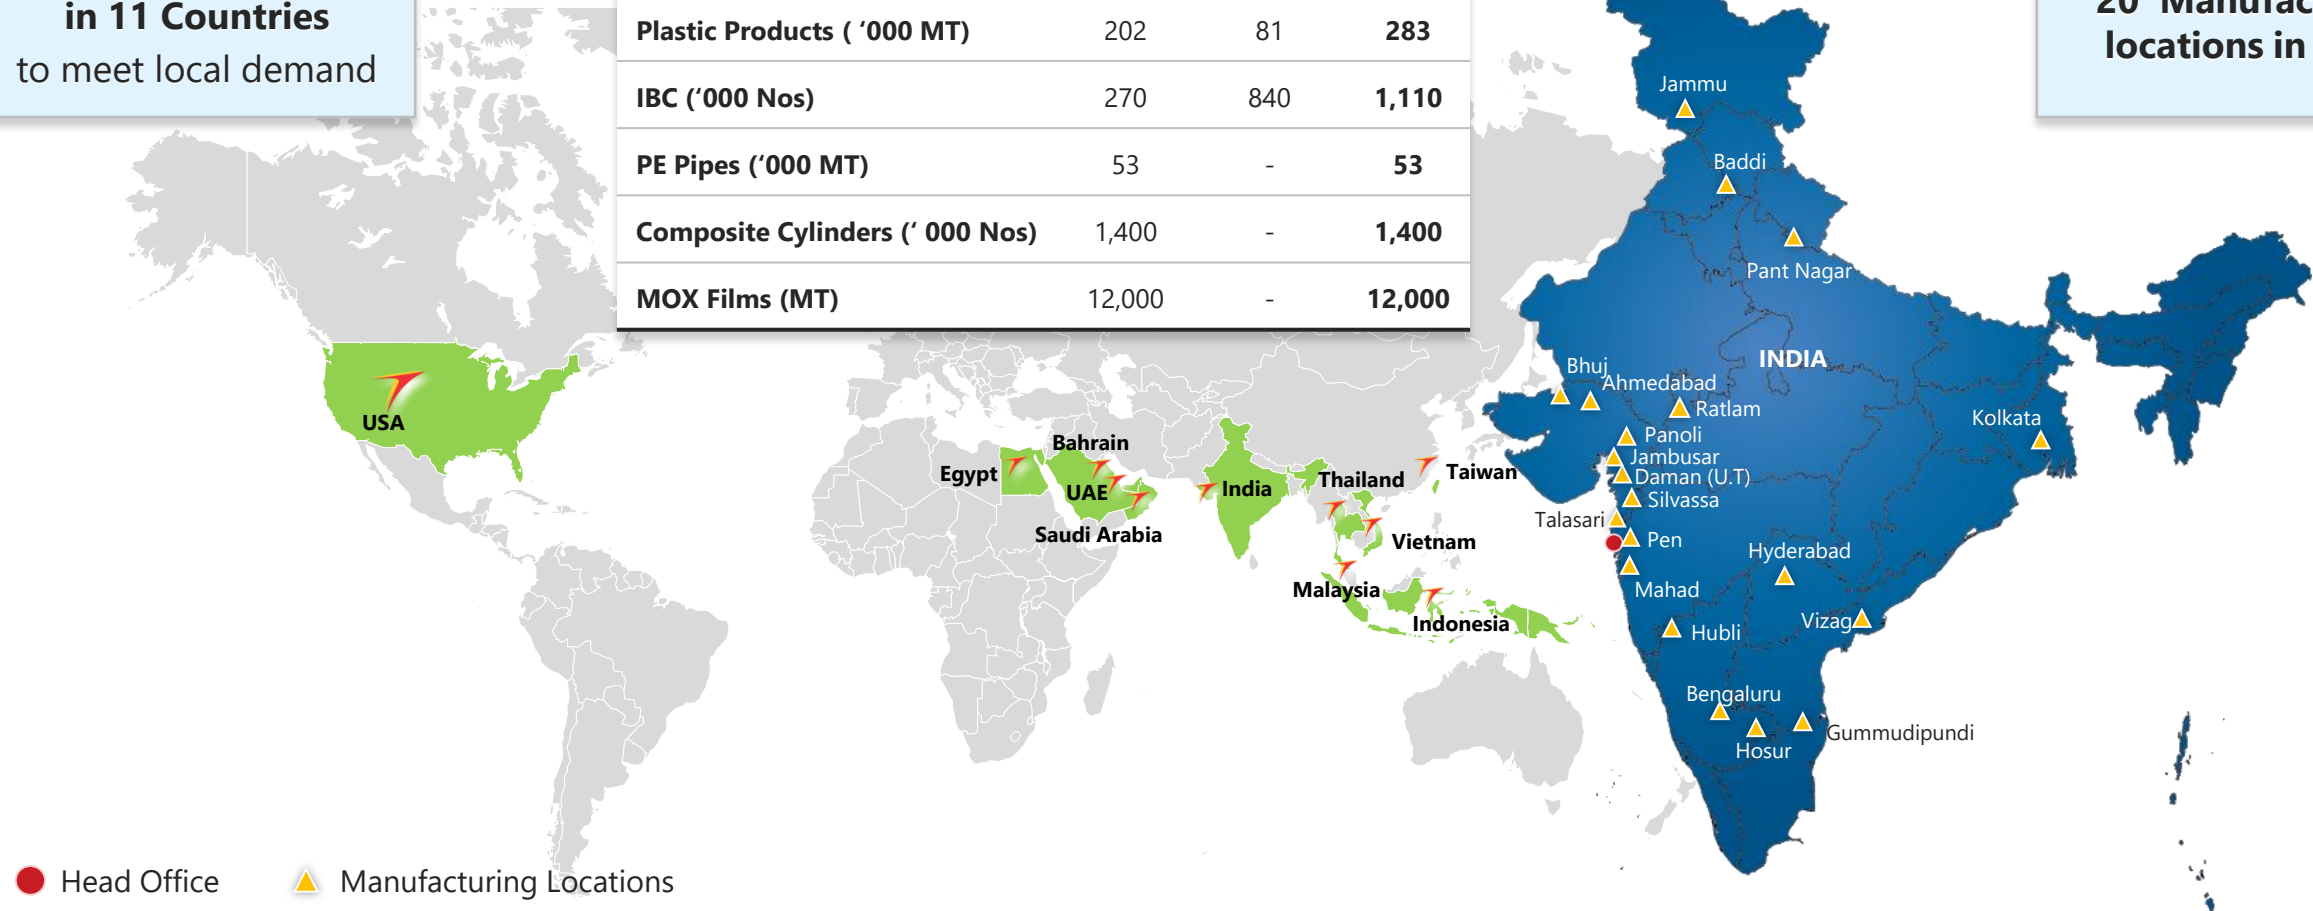 in 11 Countries
to meet local demand
Plastic Products ( ‘000 MT) 202 81 283
IBC (‘000 Nos) 270 840 1,110
PE Pipes (‘000 MT) 53 - 53
Composite Cylinders (‘ 000 Nos) 1,400 - 1,400
MOX Films (MT) 12,000 - 12,000
locations in
USA
Egypt
Bahrain
UAE
Saudi Arabia
India
Thailand
Taiwan
Vietnam
Malaysia
Indonesia
Jammu
Baddi
Pant Nagar
INDIA
Bhuj
Ahmedabad
Ratlam
Kolkata
Panoli
Jambusar
Daman (U.T)
Silvassa
Talasari
Pen
Hyderabad
Mahad
Vizag
Hubli
Bengaluru
Gummudipundi
Hosur
Head Office
Manufacturing Locations